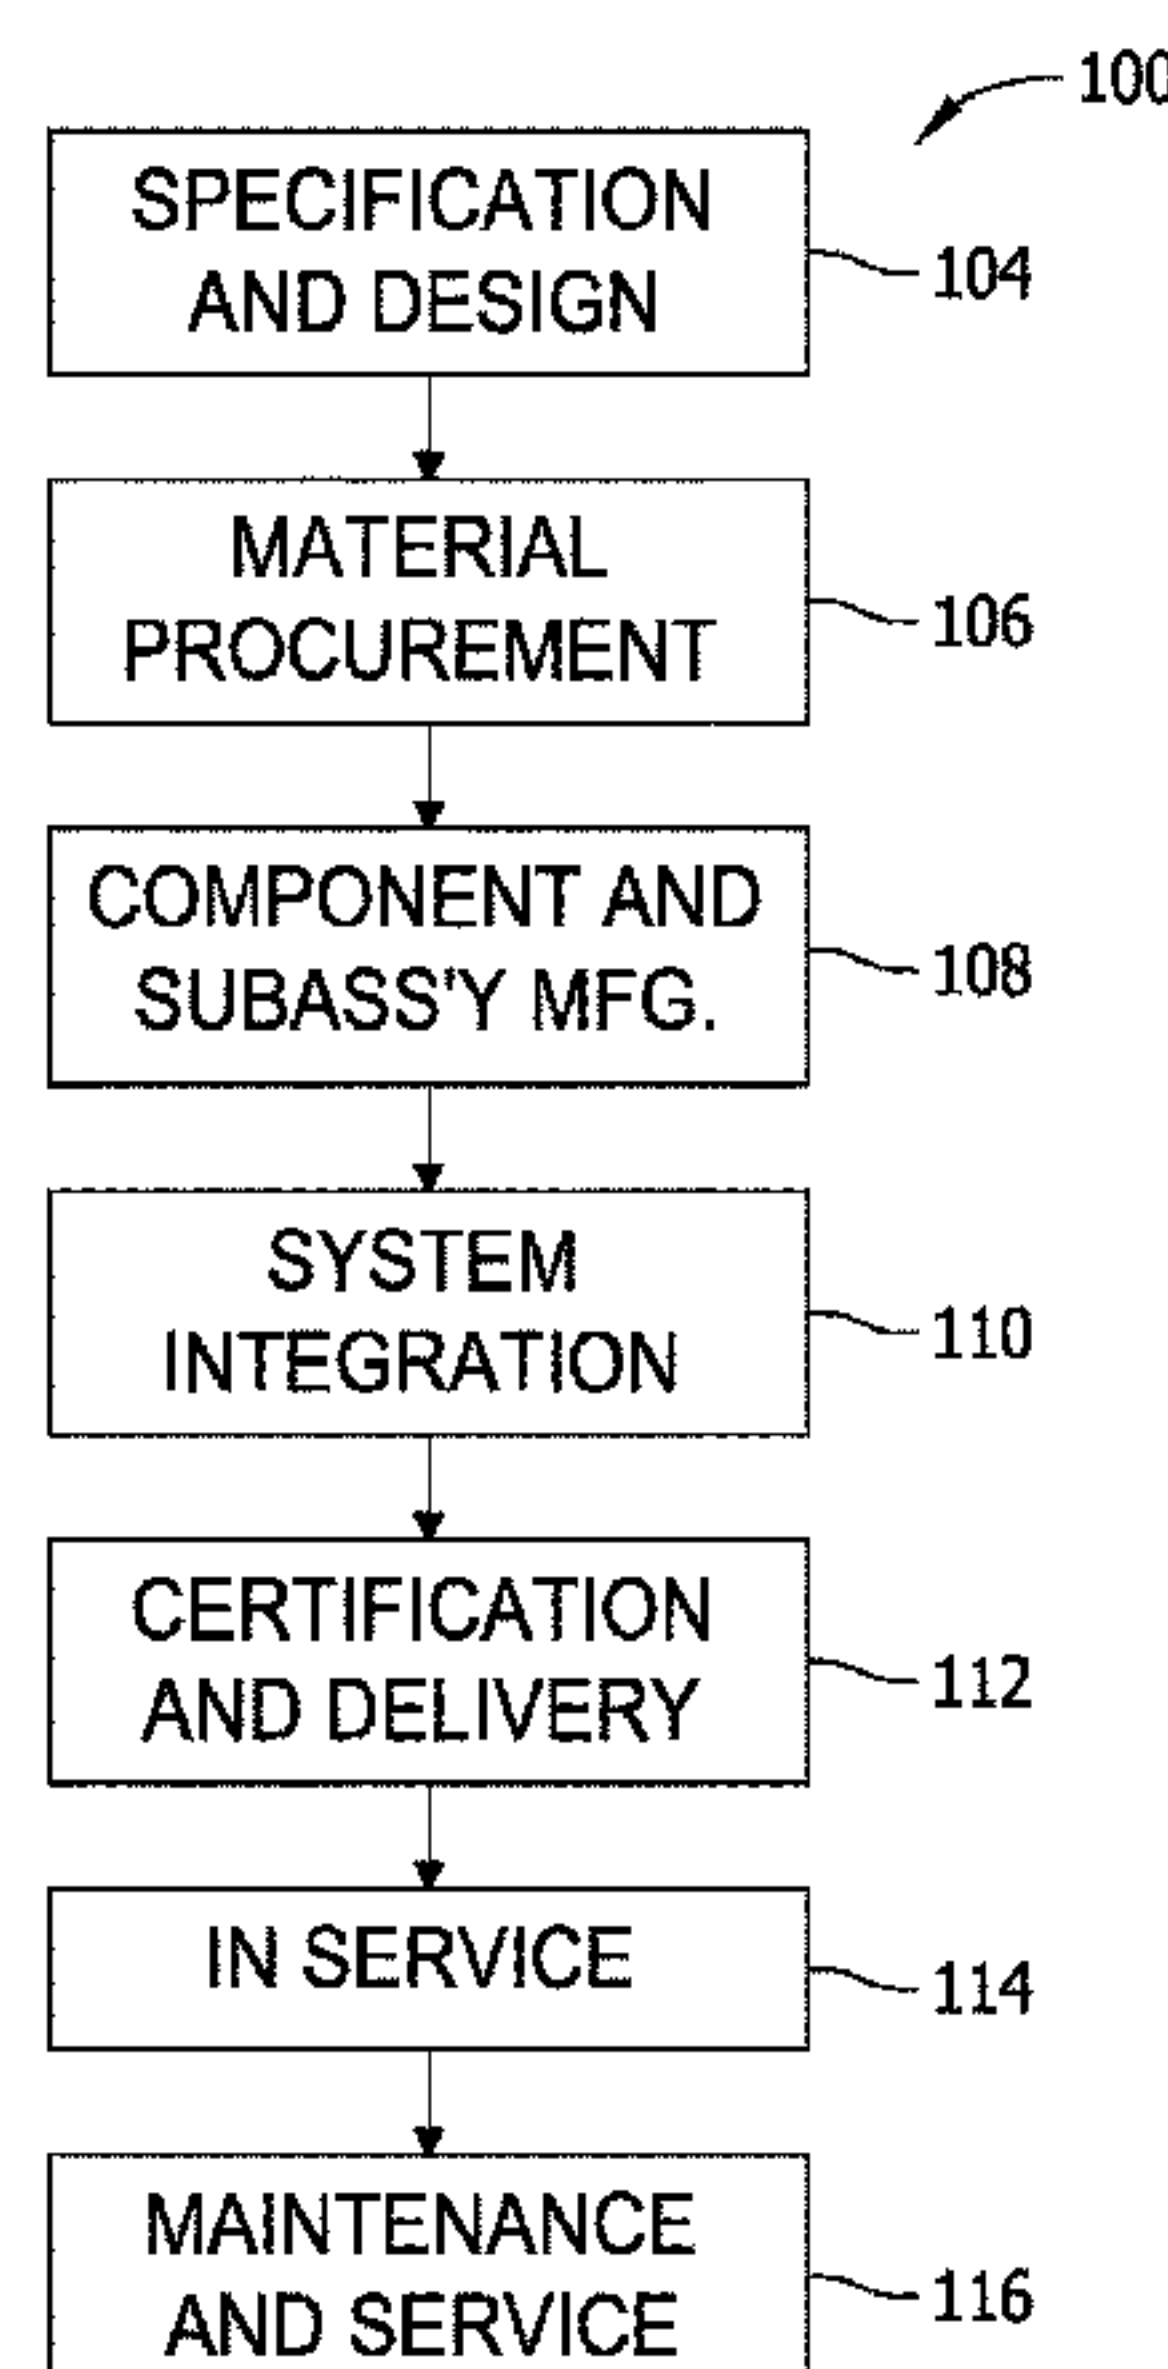 100
SPECIFICATION
AND DESIGN
104
MATERIAL
PROCUREMENT
106
COMPONENT AND
SUBASS'Y MFG.
108
SYSTEM
INTEGRATION
110
CERTIFICATION
AND DELIVERY
112
IN SERVICE
114
MAINTENANCE
AND SERVICE
116